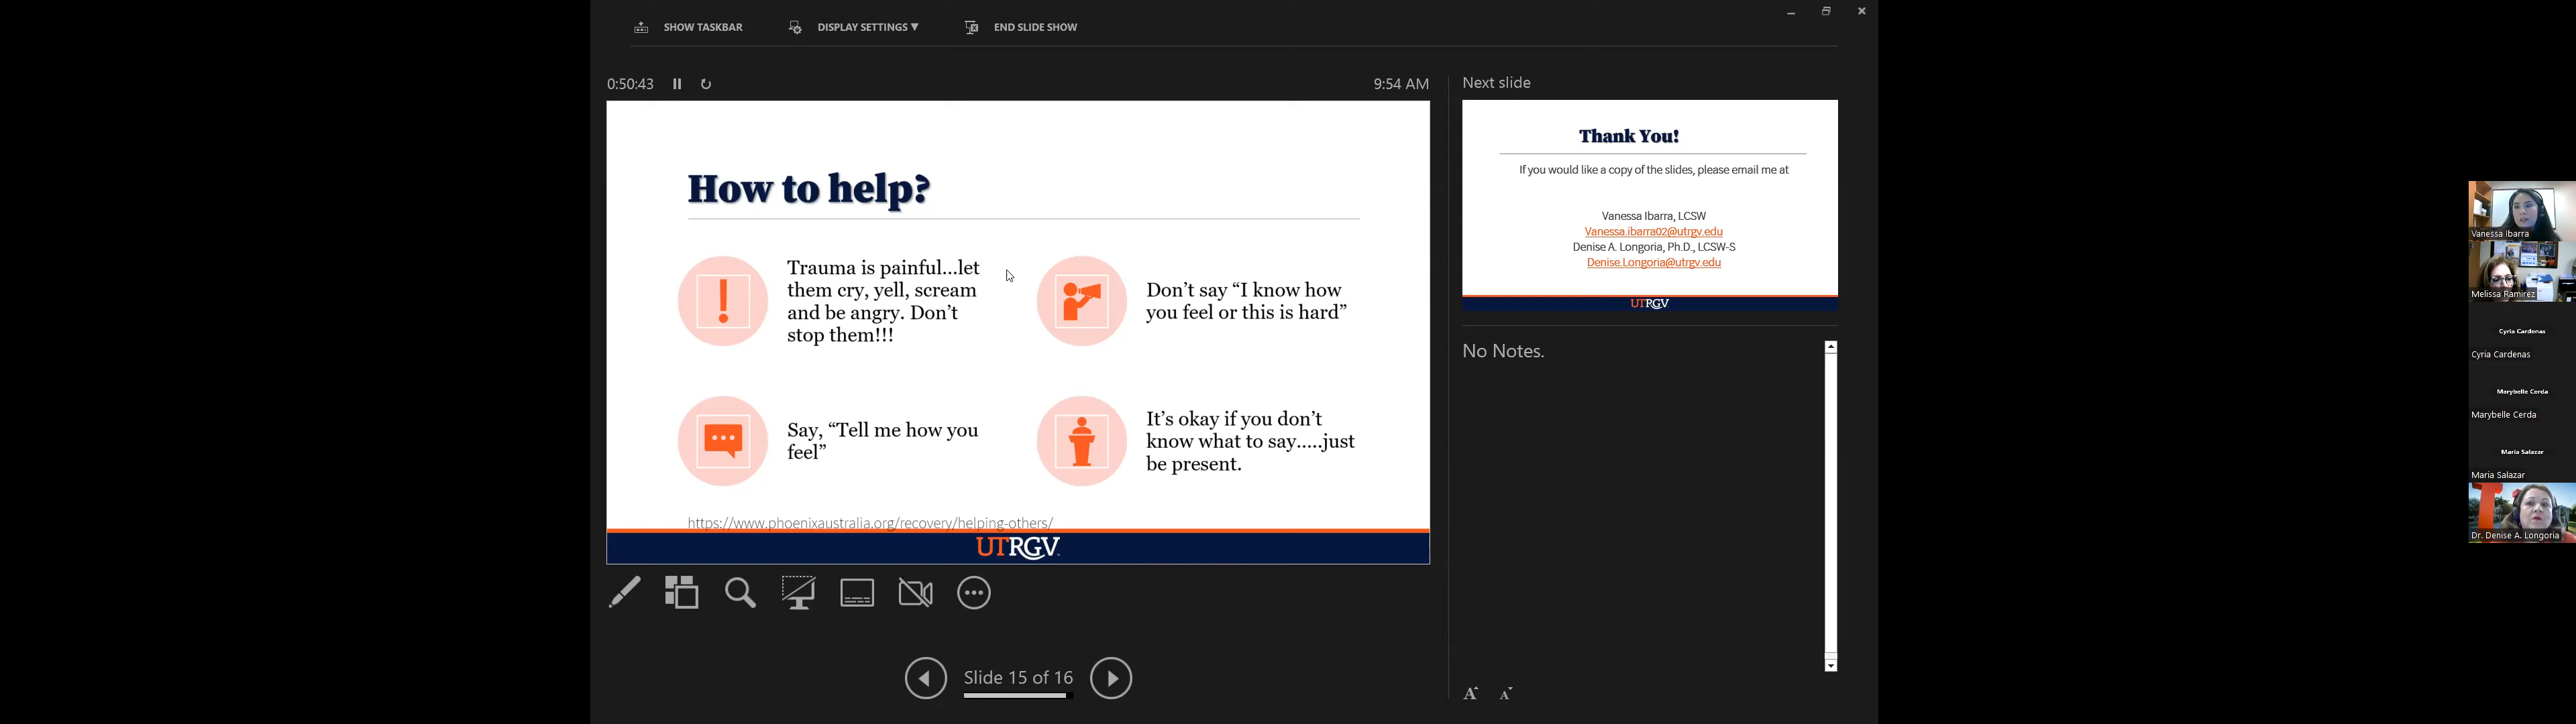 SHOW TASKBAR
DISPLAY SETTINGS ▼
END SLIDE SHOW
0:50:43
9:54 AM
How to help?
Trauma is painful...let
them cry, yell, scream
and be angry. Don’t
stop them!!!
Don’t say “I know how
you feel or this is hard”
Say, “Tell me how you
feel”
It’s okay if you don’t
know what to say.....just
be present.
https://www.phoenixaustralia.org/recovery/helping-others/
UTRGV
Slide 15 of 16
Next slide
Thank You!
If you would like a copy of the slides, please email me at
Vanessa Ibarra, LCSW
Vanessa.ibarra02@utrgv.edu
Denise A. Longoria, Ph.D., LCSW-S
Denise.Longoria@utrgv.edu
UTRGV
No Notes.
A A
Vanessa Ibarra
Melissa Ramirez
Cyria Cardenas
Cyria Cardenas
Marybelle Cerda
Marybelle Cerda
Maria Salazar
Maria Salazar
Dr. Denise A. Longoria